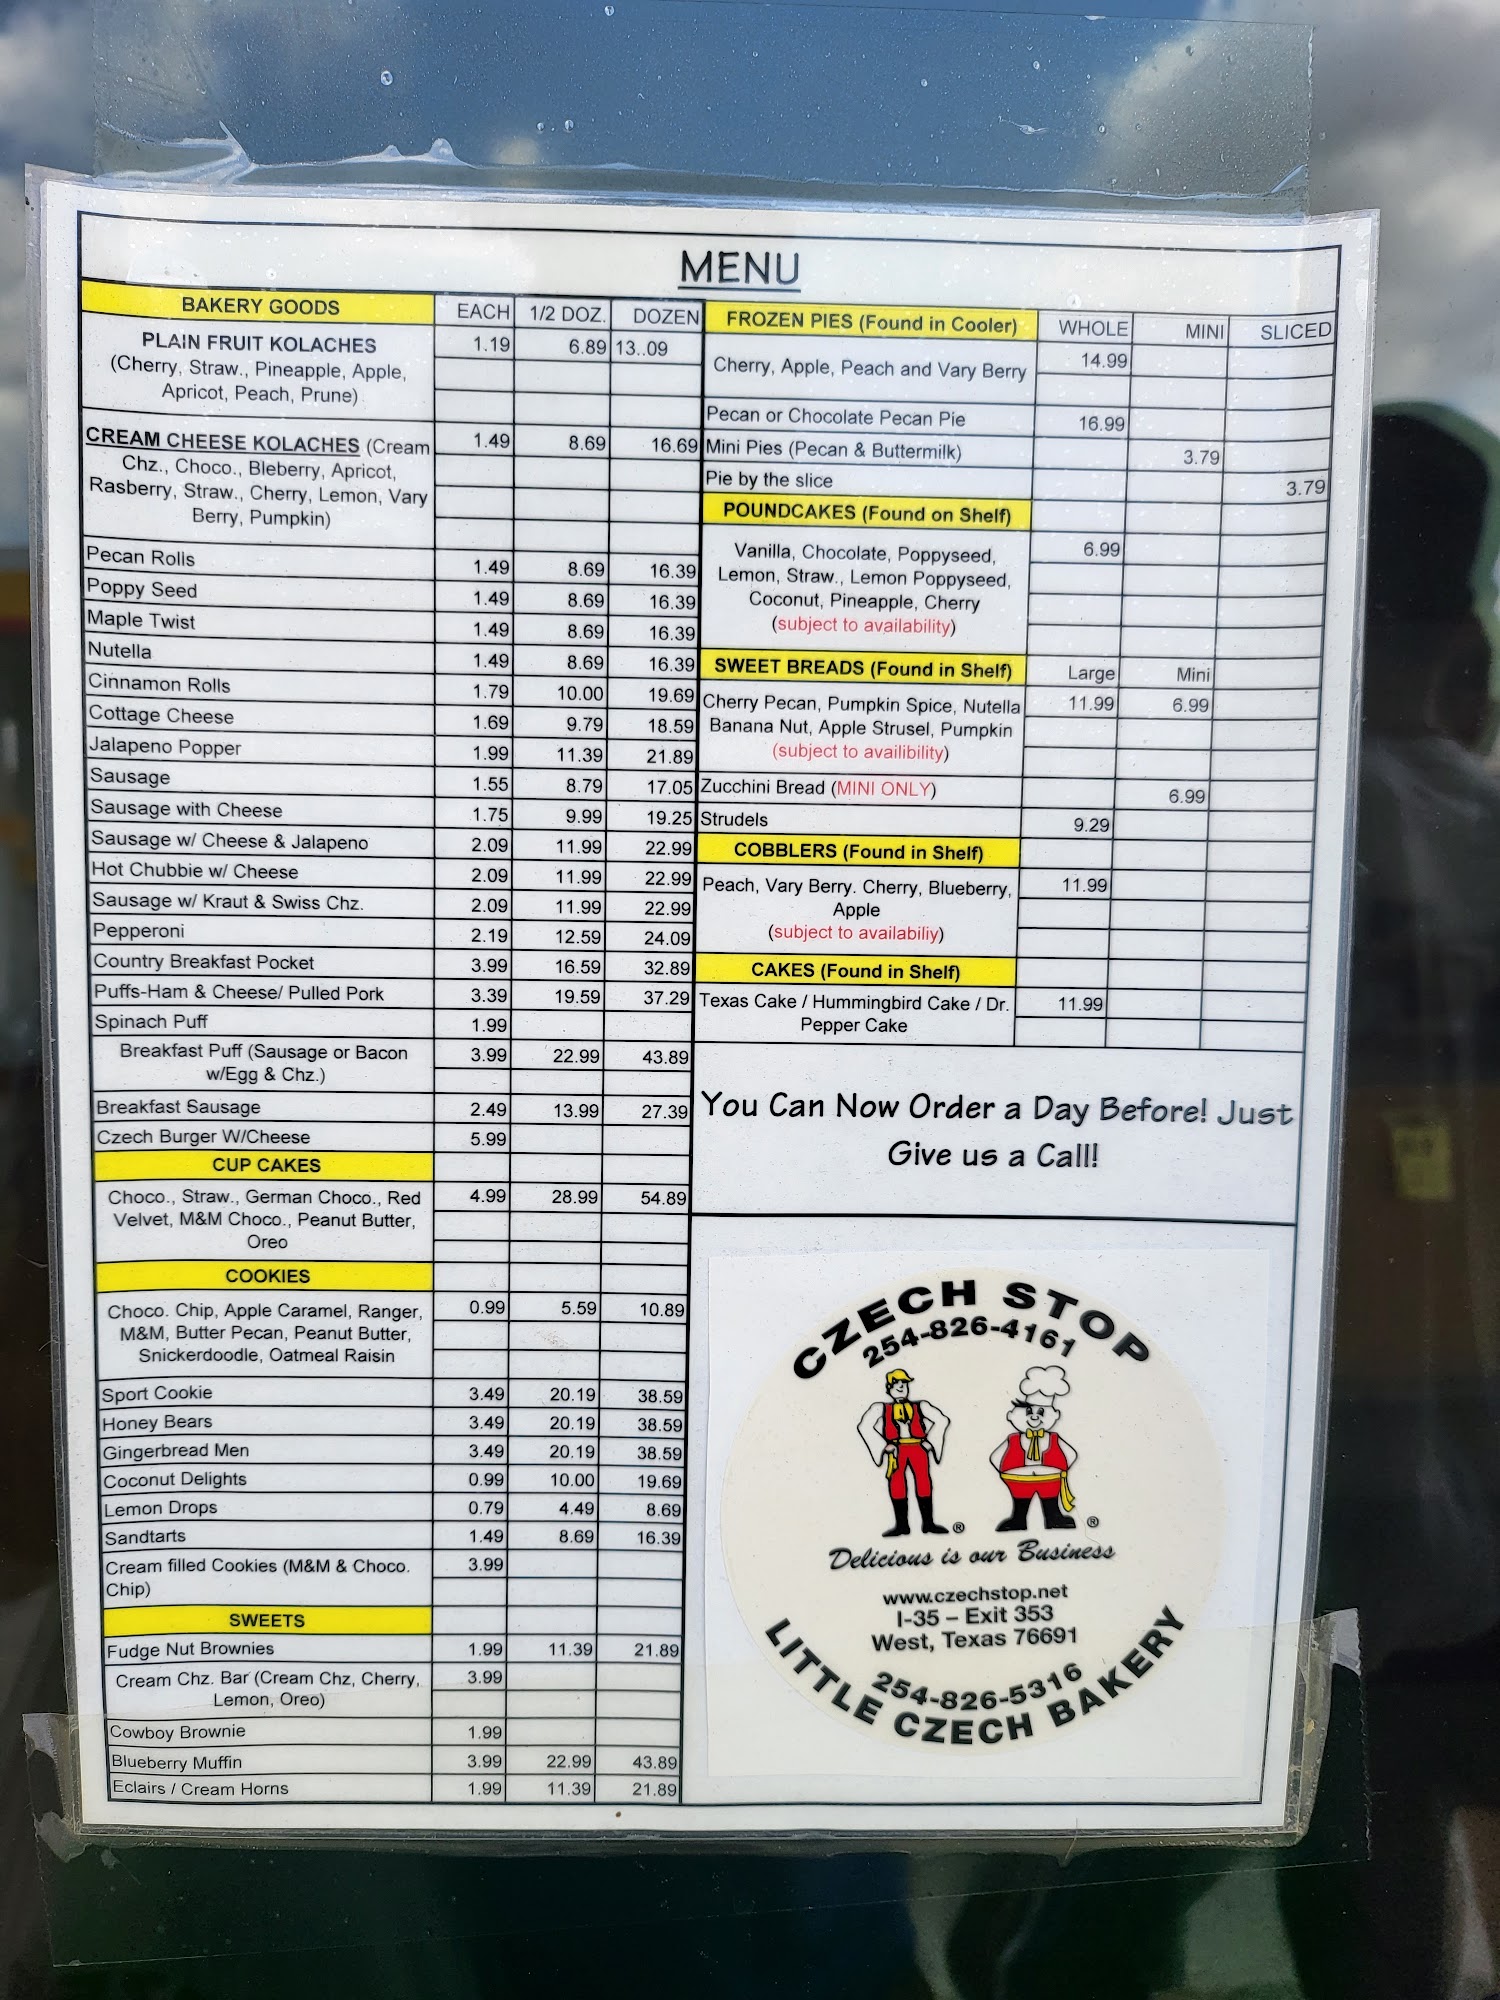 MENU
BAKERY GOODS EACH 1/2 DOZ. DOZEN
PLAIN FRUIT KOLACHES 1.19 6.89 13..09
(Cherry, Straw., Pineapple, Apple,
Apricot, Peach, Prune)
CREAM CHEESE KOLACHES (Cream 1.49 8.69 16.69
Chz., Choco., Bleberry, Apricot,
Rasberry, Straw., Cherry, Lemon, Vary
Berry, Pumpkin)
Pecan Rolls 1.49 8.69 16.39
Poppy Seed 1.49 8.69 16.39
Maple Twist 1.49 8.69 16.39
Nutella 1.49 8.69 16.39
Cinnamon Rolls 1.79 10.00 19.69
Cottage Cheese 1.69 9.79 18.59
Jalapeno Popper 1.99 11.39 21.89
Sausage 1.55 8.79 17.05
Sausage with Cheese 1.75 9.99 19.25
Sausage w/ Cheese & Jalapeno 2.09 11.99 22.99
Hot Chubbie w/ Cheese 2.09 11.99 22.99
Sausage w/ Kraut & Swiss Chz. 2.09 11.99 22.99
Pepperoni 2.19 12.59 24.09
Country Breakfast Pocket 3.99 16.59 32.89
Puffs-Ham & Cheese/ Pulled Pork 3.39 19.59 37.29
Spinach Puff 1.99
Breakfast Puff (Sausage or Bacon 3.99 22.99 43.89
w/Egg & Chz.)
Breakfast Sausage 2.49 13.99 27.39
Czech Burger W/Cheese 5.99
CUP CAKES
Choco., Straw., German Choco., Red 4.99 28.99 54.89
Velvet, M&M Choco., Peanut Butter,
Oreo
COOKIES
Choco. Chip, Apple Caramel, Ranger, 0.99 5.59 10.89
M&M, Butter Pecan, Peanut Butter,
Snickerdoodle, Oatmeal Raisin
Sport Cookie 3.49 20.19 38.59
Honey Bears 3.49 20.19 38.59
Gingerbread Men 3.49 20.19 38.59
Coconut Delights 0.99 10.00 19.69
Lemon Drops 0.79 4.49 8.69
Sandtarts 1.49 8.69 16.39
Cream filled Cookies (M&M & Choco. 3.99
Chip)
SWEETS
Fudge Nut Brownies 1.99 11.39 21.89
Cream Chz. Bar (Cream Chz, Cherry, 3.99
Lemon, Oreo)
Cowboy Brownie 1.99
Blueberry Muffin 3.99 22.99 43.89
Eclairs / Cream Horns 1.99 11.39 21.89
FROZEN PIES (Found in Cooler) WHOLE MINI SLICED
Cherry, Apple, Peach and Vary Berry 14.99
Pecan or Chocolate Pecan Pie 16.99
Mini Pies (Pecan & Buttermilk) 3.79
Pie by the slice 3.79
POUNDCAKES (Found on Shelf)
Vanilla, Chocolate, Poppyseed, 6.99
Lemon, Straw., Lemon Poppyseed,
Coconut, Pineapple, Cherry
(subject to availability)
SWEET BREADS (Found in Shelf) Large Mini
Cherry Pecan, Pumpkin Spice, Nutella 11.99 6.99
Banana Nut, Apple Strusel, Pumpkin
(subject to availibility)
Zucchini Bread (MINI ONLY) 6.99
Strudels 9.29
COBBLERS (Found in Shelf)
Peach, Vary Berry. Cherry, Blueberry, 11.99
Apple
(subject to availabiliy)
CAKES (Found in Shelf)
Texas Cake / Hummingbird Cake / Dr. 11.99
Pepper Cake
You Can Now Order a Day Before! Just
Give us a Call!
CZECH STOP
254-826-4161
® ®
Delicious is our Business
www.czechstop.net
I-35 – Exit 353
West, Texas 76691
254-826-5316
LITTLE CZECH BAKERY